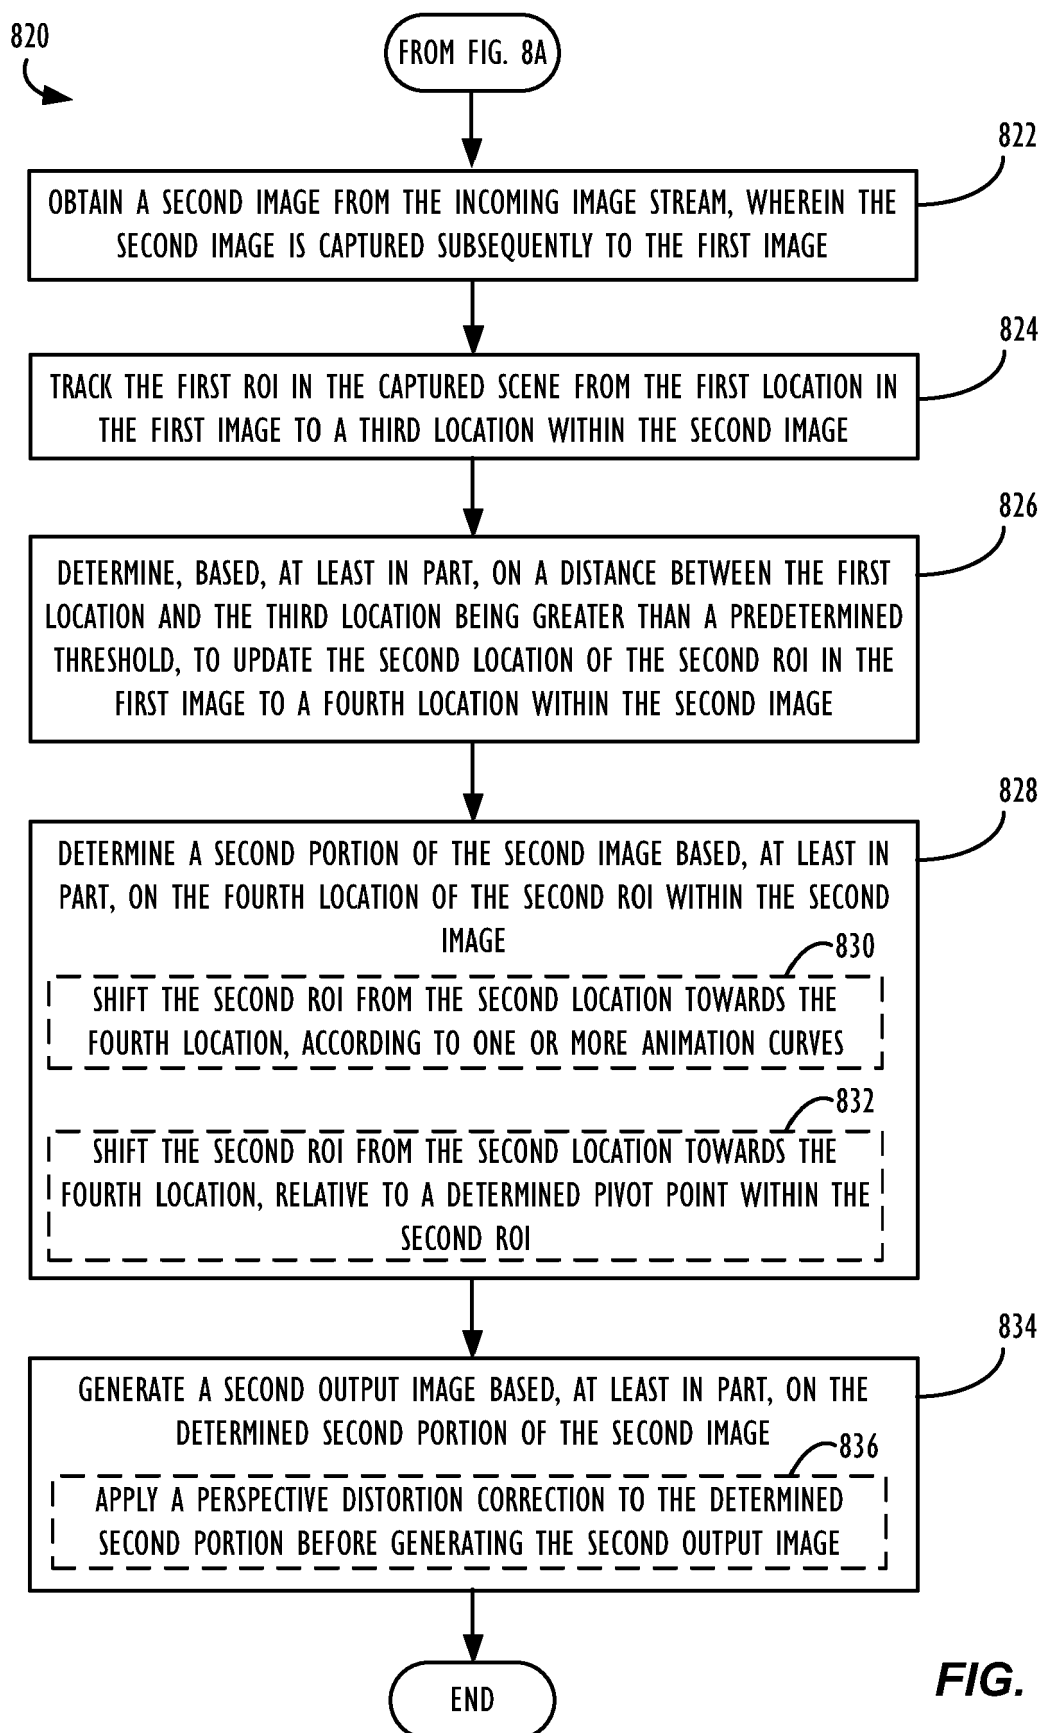 820
FROM FIG. 8A
822
OBTAIN A SECOND IMAGE FROM THE INCOMING IMAGE STREAM, WHEREIN THE
SECOND IMAGE IS CAPTURED SUBSEQUENTLY TO THE FIRST IMAGE
824
TRACK THE FIRST ROI IN THE CAPTURED SCENE FROM THE FIRST LOCATION IN
THE FIRST IMAGE TO A THIRD LOCATION WITHIN THE SECOND IMAGE
826
DETERMINE, BASED, AT LEAST IN PART, ON A DISTANCE BETWEEN THE FIRST
LOCATION AND THE THIRD LOCATION BEING GREATER THAN A PREDETERMINED
THRESHOLD, TO UPDATE THE SECOND LOCATION OF THE SECOND ROI IN THE
FIRST IMAGE TO A FOURTH LOCATION WITHIN THE SECOND IMAGE
828
DETERMINE A SECOND PORTION OF THE SECOND IMAGE BASED, AT LEAST IN
PART, ON THE FOURTH LOCATION OF THE SECOND ROI WITHIN THE SECOND
IMAGE
830
SHIFT THE SECOND ROI FROM THE SECOND LOCATION TOWARDS THE
FOURTH LOCATION, ACCORDING TO ONE OR MORE ANIMATION CURVES
832
SHIFT THE SECOND ROI FROM THE SECOND LOCATION TOWARDS THE
FOURTH LOCATION, RELATIVE TO A DETERMINED PIVOT POINT WITHIN THE
SECOND ROI
834
GENERATE A SECOND OUTPUT IMAGE BASED, AT LEAST IN PART, ON THE
DETERMINED SECOND PORTION OF THE SECOND IMAGE
836
APPLY A PERSPECTIVE DISTORTION CORRECTION TO THE DETERMINED
SECOND PORTION BEFORE GENERATING THE SECOND OUTPUT IMAGE
END
FIG.